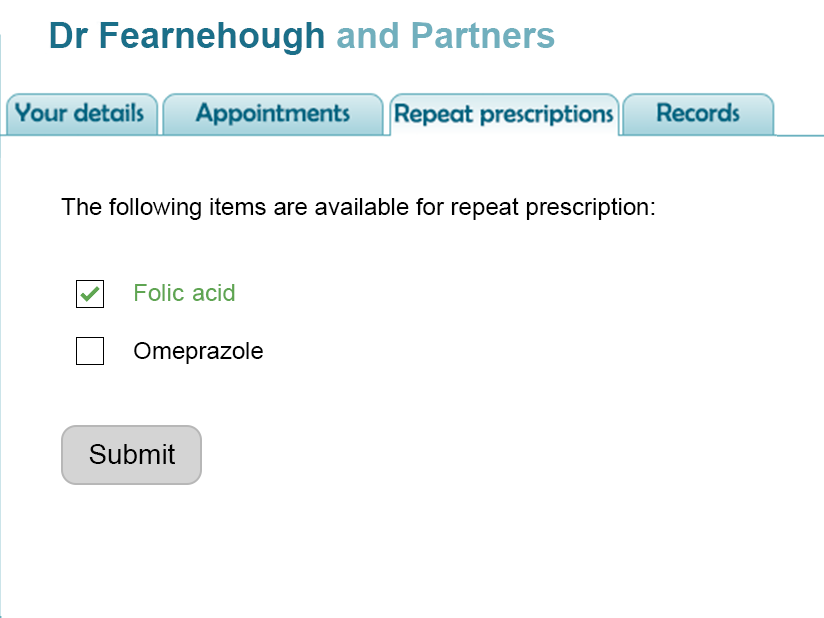 Dr Fearnehough and Partners
Your details Appointments Repeat prescriptions Records
The following items are available for repeat prescription:
Folic acid
Omeprazole
Submit